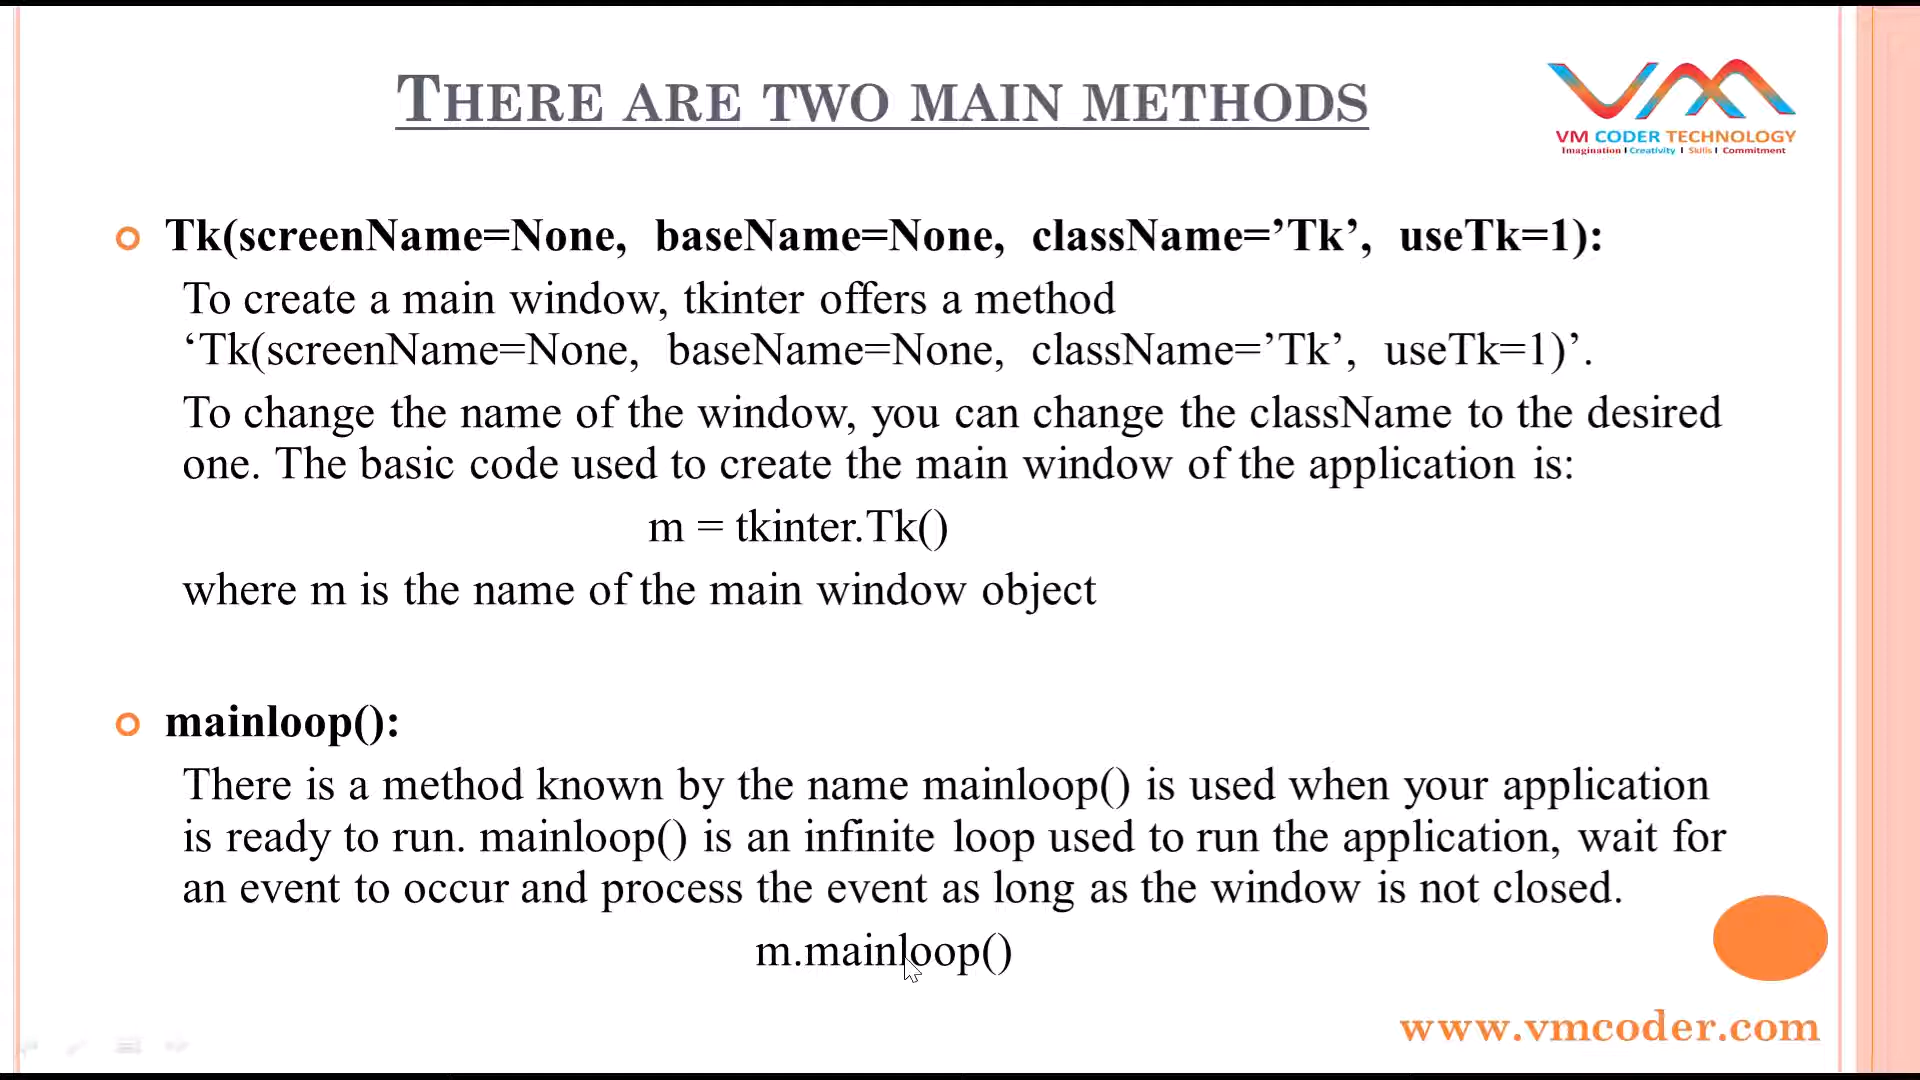 THERE ARE TWO MAIN METHODS
VM CODER TECHNOLOGY
Imagination I Creativity I Skills I Commitment
Tk(screenName=None, baseName=None, className=’Tk’, useTk=1):
To create a main window, tkinter offers a method
‘Tk(screenName=None, baseName=None, className=’Tk’, useTk=1)’.
To change the name of the window, you can change the className to the desired
one. The basic code used to create the main window of the application is:
m = tkinter.Tk()
where m is the name of the main window object
mainloop():
There is a method known by the name mainloop() is used when your application
is ready to run. mainloop() is an infinite loop used to run the application, wait for
an event to occur and process the event as long as the window is not closed.
m.mainloop()
www.vmcoder.com